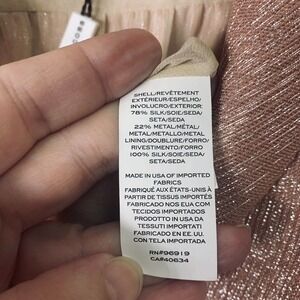 SHELL/REVÊTEMENT
EXTÉRIEUR/ESPELHO/
INVOLUCRO/EXTERIOR:
78% SILK/SOIE/SEDA/
SETA/SEDA
22% METAL/MÉTAL/
METAL/METALLO/METAL
LINING/DOUBLURE/FORRO/
RIVESTIMENTO/FORRO:
100% SILK/SOIE/SEDA/
SETA/SEDA
MADE IN USA OF IMPORTED
FABRICS
FABRIQUÉ AUX ÉTATS-UNIS À
PARTIR DE TISSUS IMPORTÉS
FABRICADO NOS EUA COM
TECIDOS IMPORTADOS
PRODOTTO IN USA DA
TESSUTI IMPORTATI
FABRICADO EN EE. UU.
CON TELA IMPORTADA
RN#96919
CA#40634